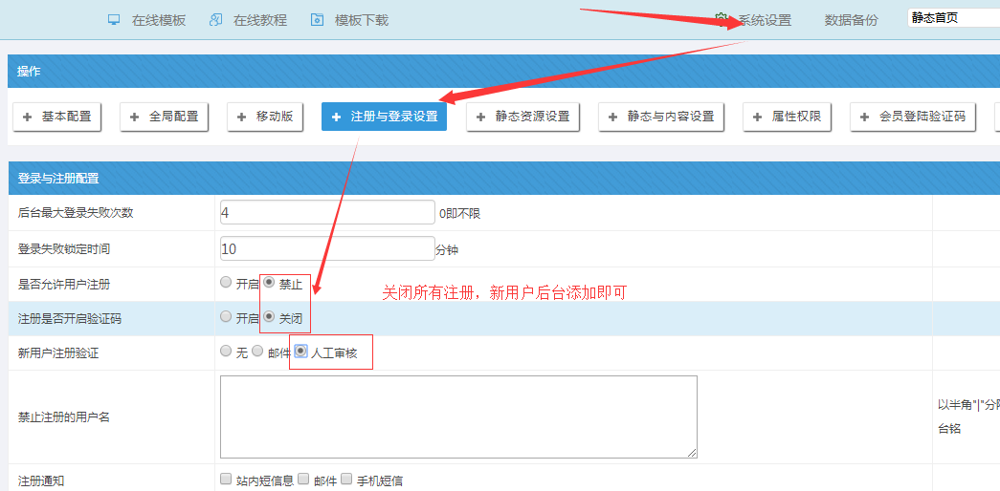 在线模板 在线教程 模板下载 系统设置 数据备份 静态首页
操作
+ 基本配置 + 全局配置 + 移动版 + 注册与登录设置 + 静态资源设置 + 静态与内容设置 + 属性权限 + 会员登陆验证码
登录与注册配置
后台最大登录失败次数 4 0即不限
登录失败锁定时间 10 分钟
是否允许用户注册 开启 禁止
关闭所有注册，新用户后台添加即可
注册是否开启验证码 开启 关闭
新用户注册验证 无 邮件 人工审核
以半角"|"分
禁止注册的用户名
台铭
注册通知 站内短信息 邮件 手机短信